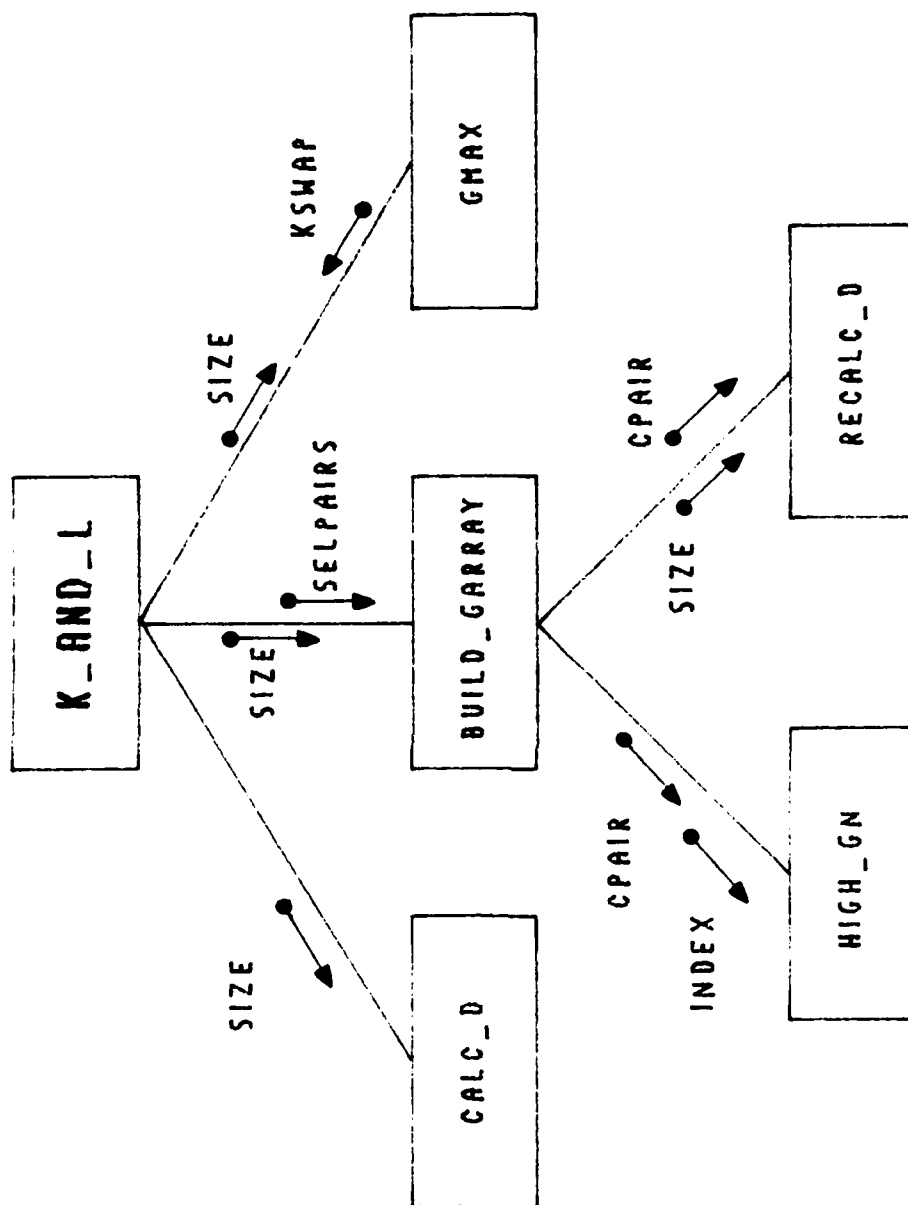 K_AND_L
SIZE
SIZE
SELPAIRS
SIZE
KSWAP
CALC_D
BUILD_GARRAY
GMAX
CPAIR
INDEX
SIZE
CPAIR
HIGH_GN
RECALC_D